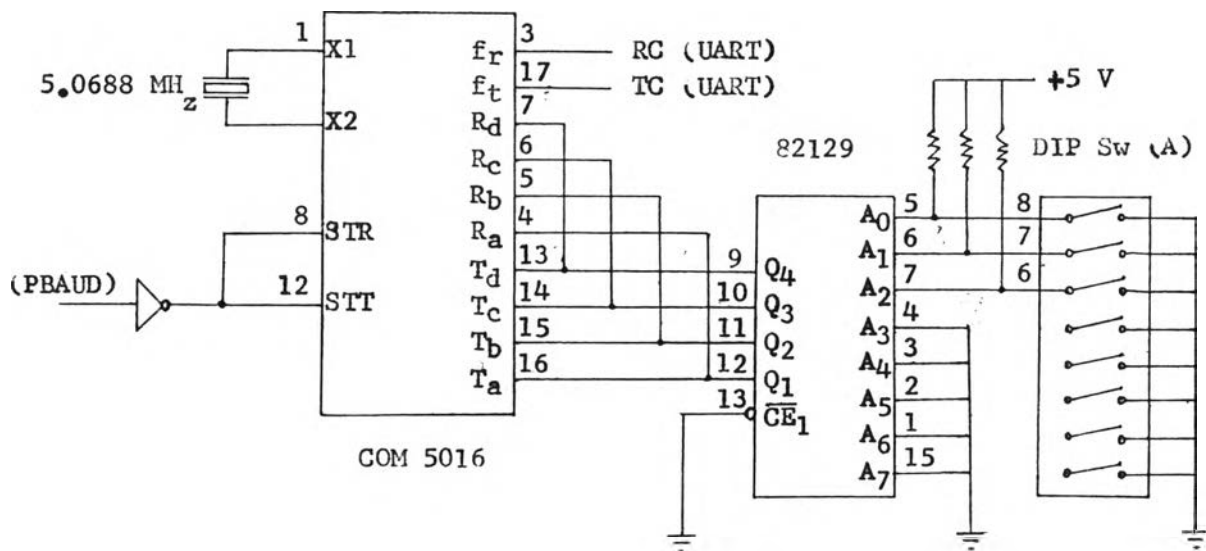 5.0688 MHz
1
X1
X2
8
STR
(PBAUD)
12
STT
fr
3
RC (UART)
ft
17
TC (UART)
Rd
7
Rc
6
Rb
5
Ra
4
Td
13
Tc
14
Tb
15
Ta
16
COM 5016
82129
9
Q4
10
Q3
11
Q2
12
Q1
13
CE1
A0
5
A1
6
A2
7
A3
4
A4
3
A5
2
A6
1
A7
15
+5 V
DIP Sw (A)
8
7
6